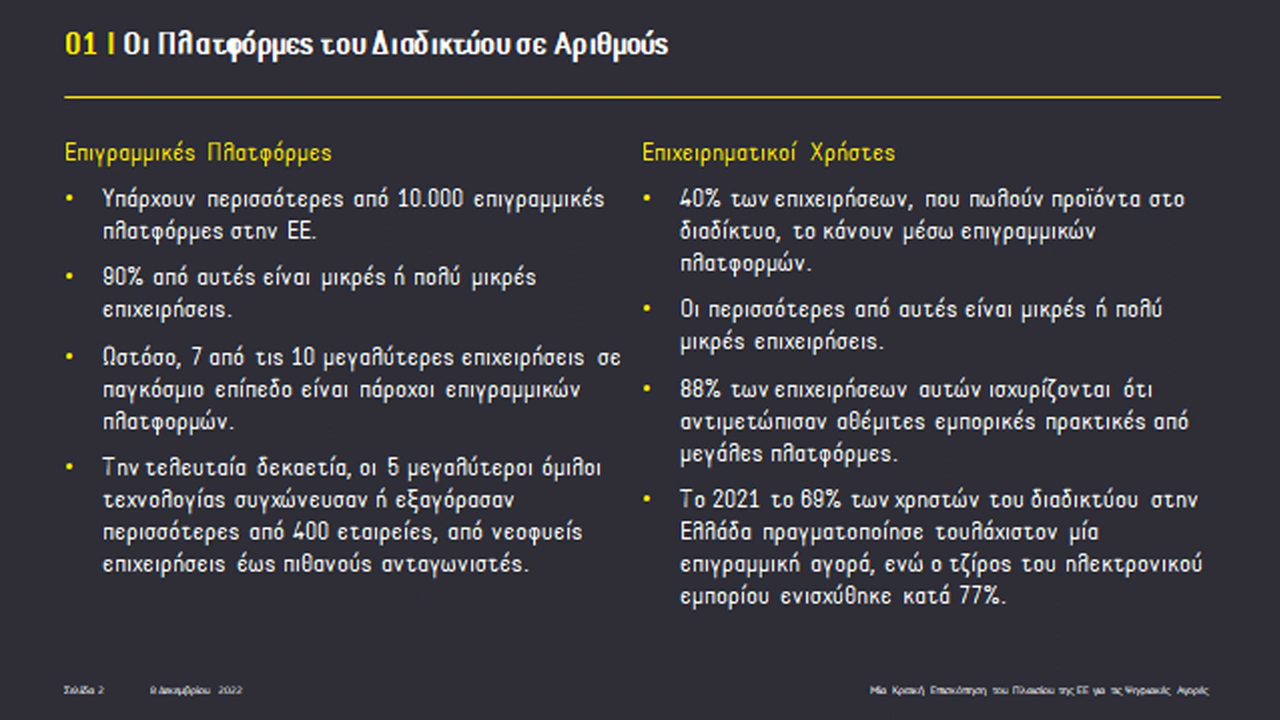 01 | Οι Πλατφόρμες του Διαδικτύου σε Αριθμούς
Επιγραμμικές Πλατφόρμες
• Υπάρχουν περισσότερες από 10.000 επιγραμμικές
πλατφόρμες στην ΕΕ.
• 90% από αυτές είναι μικρές ή πολύ μικρές
επιχειρήσεις.
• Ωστόσο, 7 από τις 10 μεγαλύτερες επιχειρήσεις σε
παγκόσμιο επίπεδο είναι πάροχοι επιγραμμικών
πλατφορμών.
• Την τελευταία δεκαετία, οι 5 μεγαλύτεροι όμιλοι
τεχνολογίας συγχώνευσαν ή εξαγόρασαν
περισσότερες από 400 εταιρείες, από νεοφυείς
επιχειρήσεις έως πιθανούς ανταγωνιστές.
Επιχειρηματικοί Χρήστες
• 40% των επιχειρήσεων, που πωλούν προϊόντα στο
διαδίκτυο, το κάνουν μέσω επιγραμμικών
πλατφορμών.
• Οι περισσότερες από αυτές είναι μικρές ή πολύ
μικρές επιχειρήσεις.
• 88% των επιχειρήσεων αυτών ισχυρίζονται ότι
αντιμετώπισαν αθέμιτες εμπορικές πρακτικές από
μεγάλες πλατφόρμες.
• Το 2021 το 69% των χρηστών του διαδικτύου στην
Ελλάδα πραγματοποίησε τουλάχιστον μία
επιγραμμική αγορά, ενώ ο τζίρος του ηλεκτρονικού
εμπορίου ενισχύθηκε κατά 77%.
Σελίδα 2 8 Δεκεμβρίου 2022 Μία Κριτική Επισκόπηση του Πλαισίου της ΕΕ για τις Ψηφιακές Αγορές